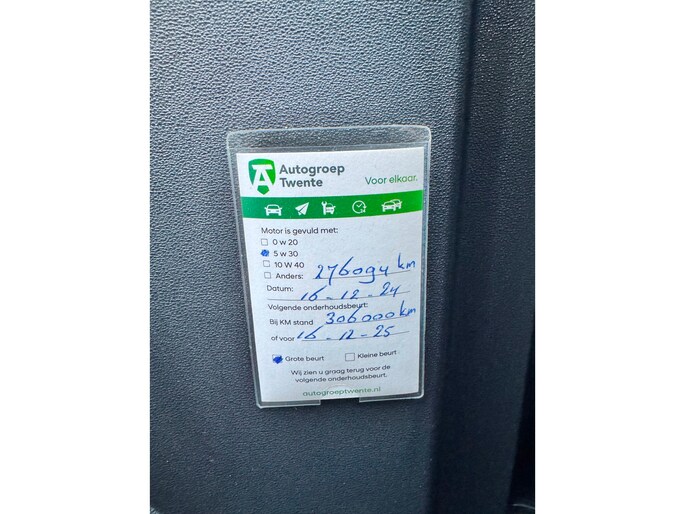 Autogroep
Twente
Voor elkaar.
Motor is gevuld met:
0 w 20
5 w 30
10 W 40
Anders: 276094 km
Datum: 16-12-24
Volgende onderhoudsbeurt:
Bij KM stand 306000 km
of voor 16-12-25
Grote beurt Kleine beurt
Wij zien u graag terug voor de
volgende onderhoudsbeurt.
autogroeptwente.nl